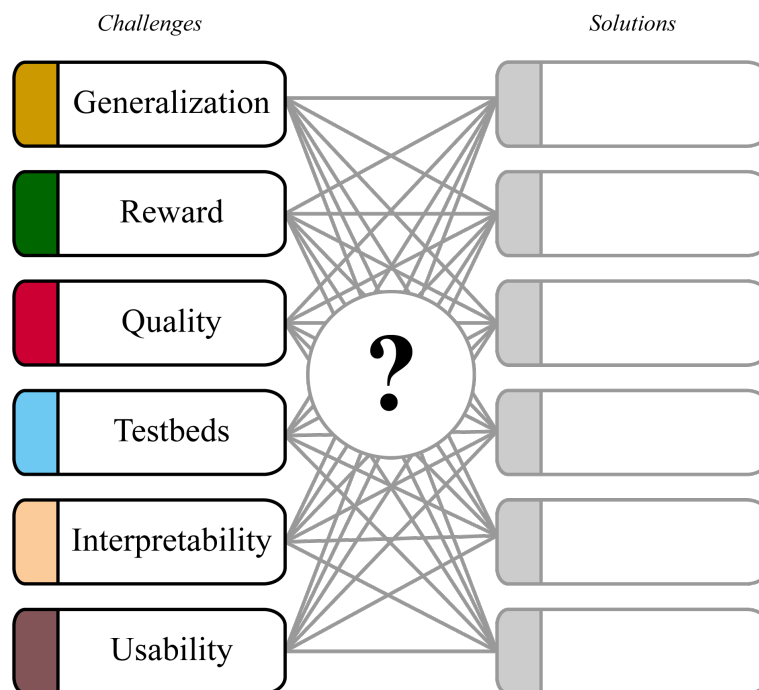 Challenges
Solutions
Generalization
Reward
Quality
?
Testbeds
Interpretability
Usability